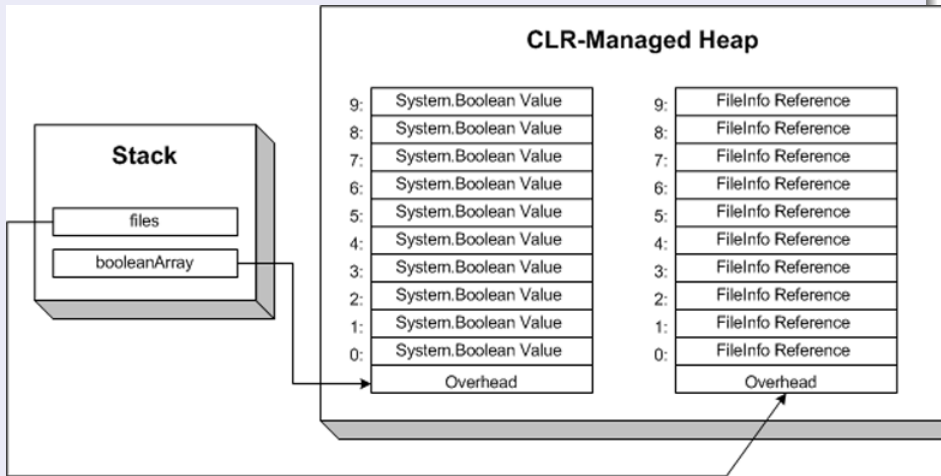 CLR-Managed Heap
Stack
files
booleanArray
9: System.Boolean Value
8: System.Boolean Value
7: System.Boolean Value
6: System.Boolean Value
5: System.Boolean Value
4: System.Boolean Value
3: System.Boolean Value
2: System.Boolean Value
1: System.Boolean Value
0: System.Boolean Value
Overhead
9: FileInfo Reference
8: FileInfo Reference
7: FileInfo Reference
6: FileInfo Reference
5: FileInfo Reference
4: FileInfo Reference
3: FileInfo Reference
2: FileInfo Reference
1: FileInfo Reference
0: FileInfo Reference
Overhead